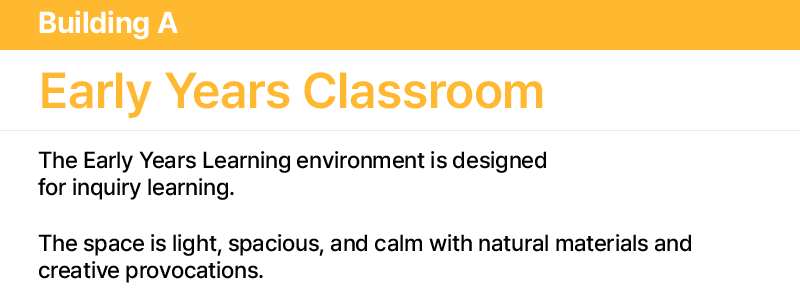 Building A
Early Years Classroom
The Early Years Learning environment is designed
for inquiry learning.
The space is light, spacious, and calm with natural materials and
creative provocations.